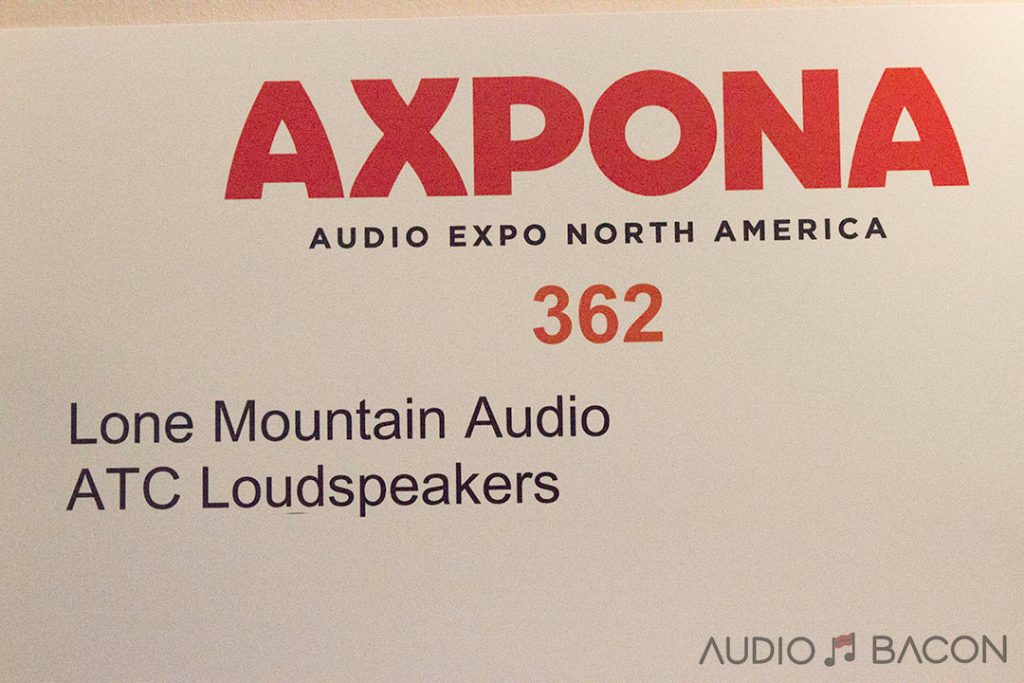 AXPONA
AUDIO EXPO NORTH AMERICA
362
Lone Mountain Audio
ATC Loudspeakers
AUDIO BACON